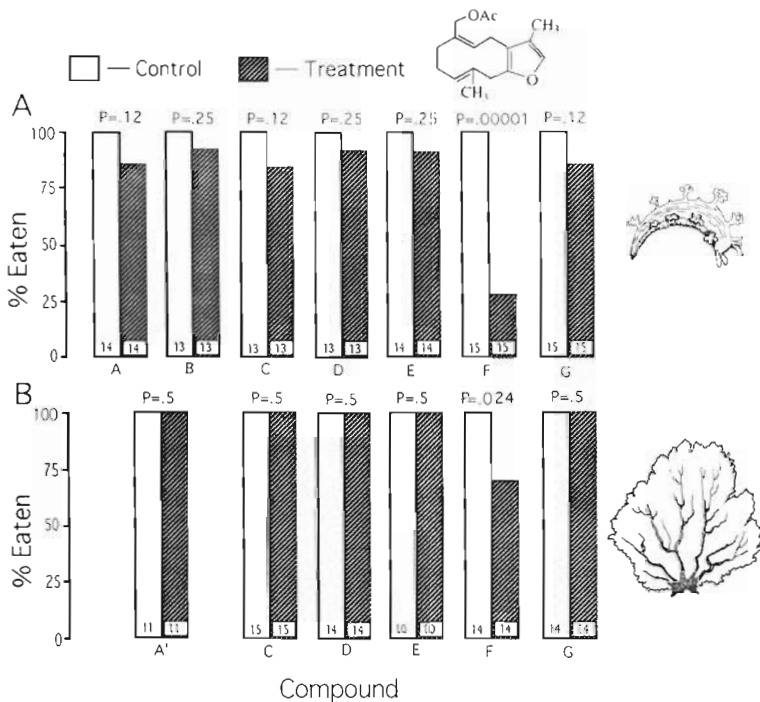 OAc
CH₃
O
CH₃
Control
Treatment
A
P=.12 P=.25 P=.12 P=.25 P=.25 P=.00001 P=.12
% Eaten
100
75
50
25
0
14 14 13 13 13 13 13 13 14 14 15 15 15 15
A B C D E F G
B
P=.5 P=.5 P=.5 P=.5 P=.024 P=.5
% Eaten
100
75
50
25
0
11 11 15 15 14 14 10 10 14 14 14 14
A' C D E F G
Compound